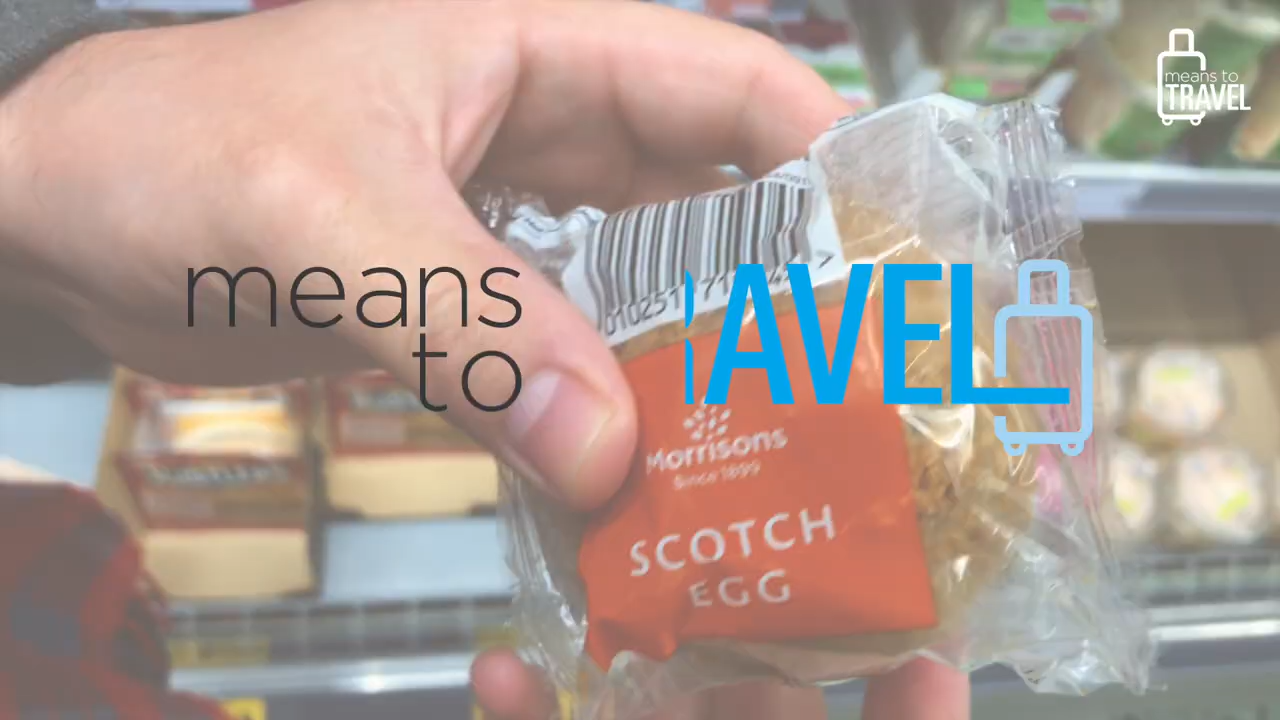 means to
TRAVEL
means
to
AVEL
Morrisons
Since 1899
SCOTCH
EGG